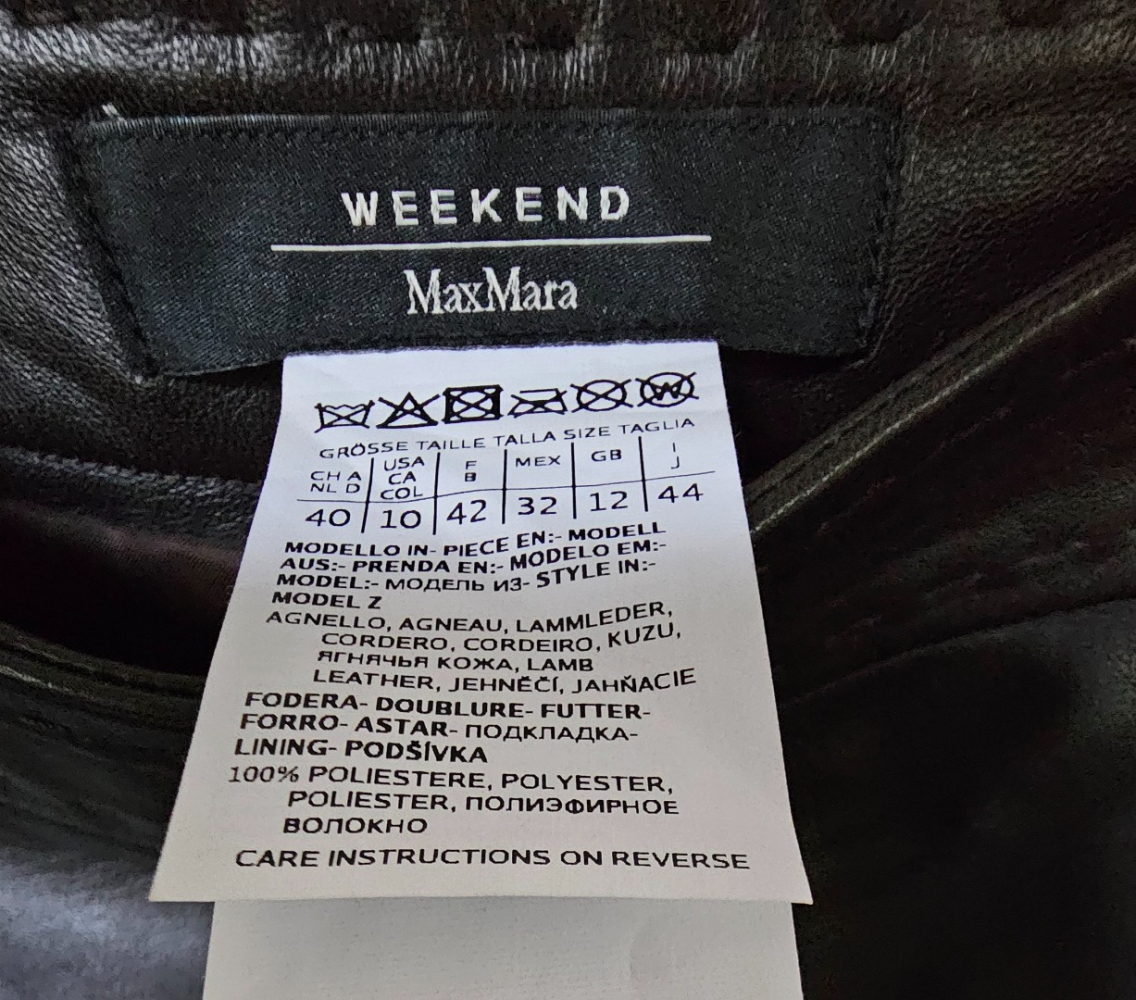 WEEKEND
MaxMara
W
GRÖSSE TAILLE TALLA SIZE TAGLIA
CH A NL D USA CA COL F B MEX GB I J
40 10 42 32 12 44
MODELLO IN- PIECE EN:- MODELL
AUS:- PRENDA EN:- MODELO EM:-
MODEL:- МОДЕЛЬ ИЗ- STYLE IN:-
MODEL Z
AGNELLO, AGNEAU, LAMMLEDER,
CORDERO, CORDEIRO, KUZU,
ЯГНЯЧЬЯ КОЖА, LAMB
LEATHER, JEHNĚČÍ, JAHŇACIE
FODERA- DOUBLURE- FUTTER-
FORRO- ASTAR- ПОДКЛАДКА-
LINING- PODŠÍVKA
100% POLIESTERE, POLYESTER,
POLIESTER, ПОЛИЭФИРНОЕ
ВОЛОКНО
CARE INSTRUCTIONS ON REVERSE